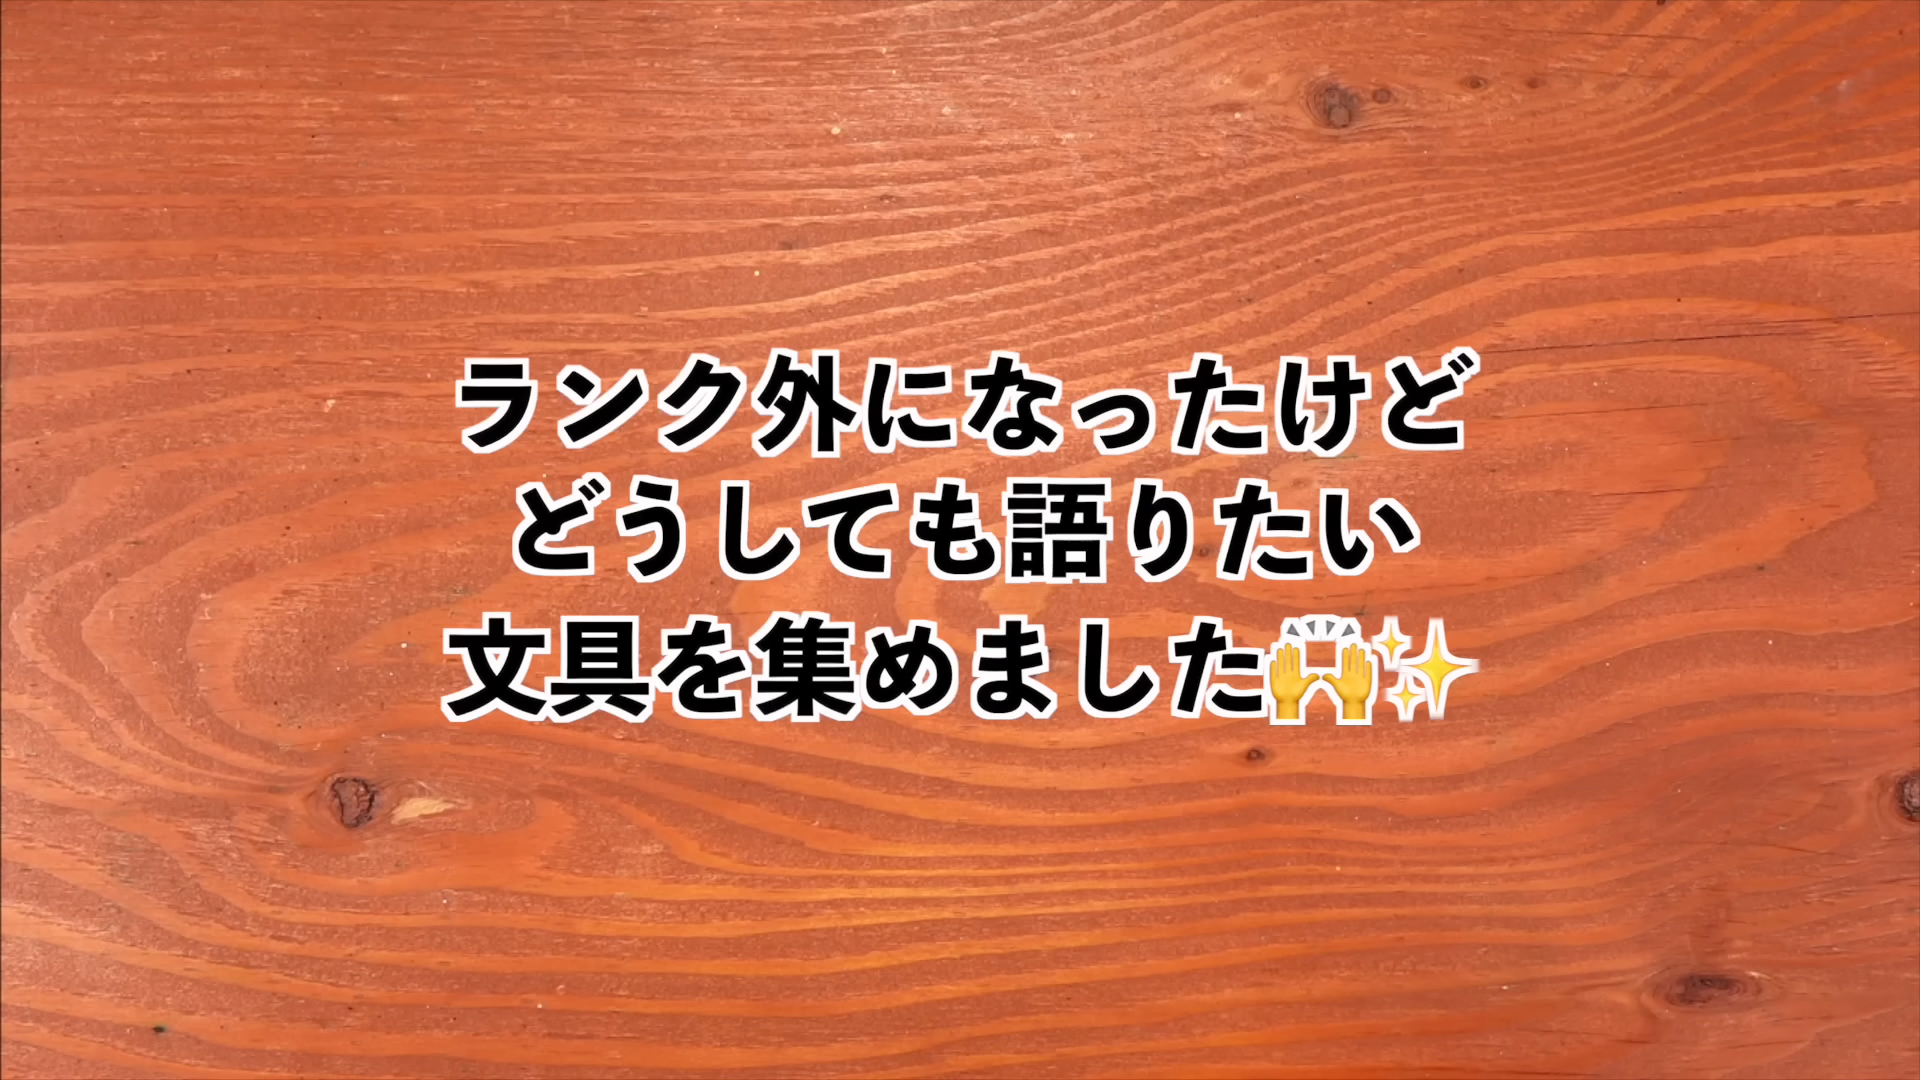 ランク外になったけど
どうしても語りたい
文具を集めました🙌✨